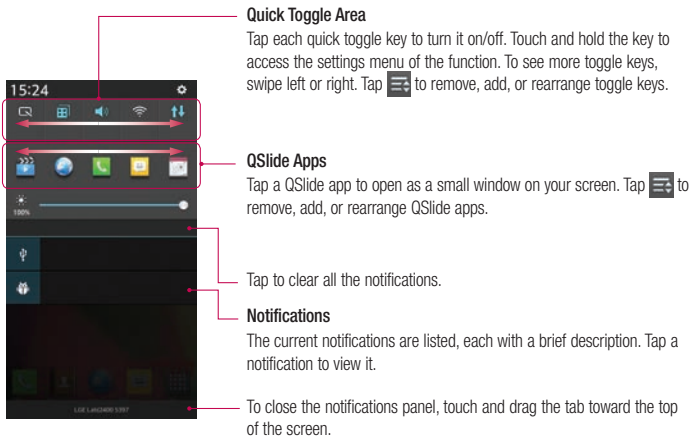 Quick Toggle Area
Tap each quick toggle key to turn it on/off. Touch and hold the key to
access the settings menu of the function. To see more toggle keys,
swipe left or right. Tap to remove, add, or rearrange toggle keys.
15:24
QSlide Apps
Tap a QSlide app to open as a small window on your screen. Tap to
remove, add, or rearrange QSlide apps.
100%
Tap to clear all the notifications.
Notifications
The current notifications are listed, each with a brief description. Tap a
notification to view it.
To close the notifications panel, touch and drag the tab toward the top
of the screen.